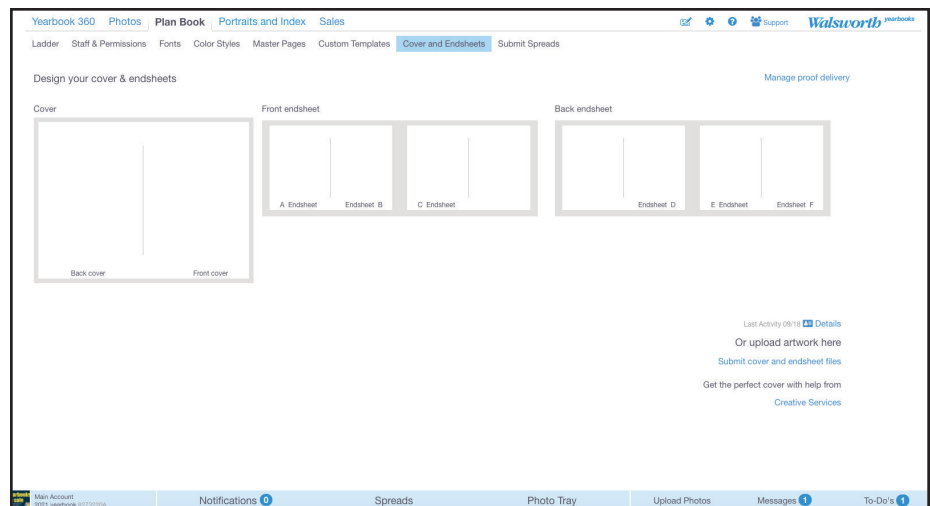 Yearbook 360 Photos Plan Book Portraits and Index Sales Support Walsworth yearbooks
Ladder Staff & Permissions Fonts Color Styles Master Pages Custom Templates Cover and Endsheets Submit Spreads
Design your cover & endsheets Manage proof delivery
Cover Front endsheet Back endsheet
A Endsheet Endsheet B C Endsheet Endsheet D E Endsheet Endsheet F
Back cover Front cover
Last Activity 09/18 Details
Or upload artwork here
Submit cover and endsheet files
Get the perfect cover with help from
Creative Services
Main Account
2021 yearbook
Notifications 0 Spreads Photo Tray Upload Photos Messages 1 To-Do's 1